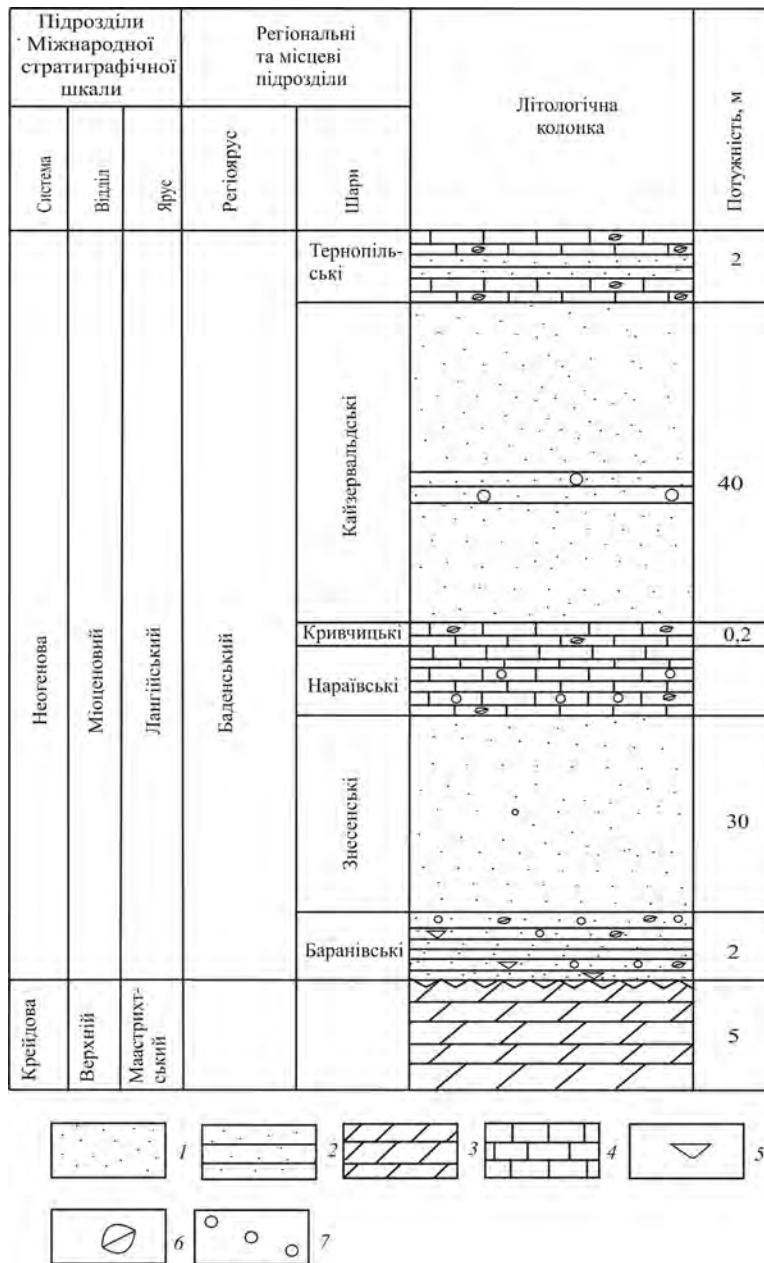 Підрозділи
Міжнародної
стратиграфічної
шкали
Регіональні
та місцеві
підрозділи
Літологічна
колонка
Потужність, м
Система
Відділ
Ярус
Регіоярус
Шари
Тернопіль-
ські
2
Кайзервальдські
40
Кривчицькі
0,2
Нараївські
Неогенова
Міоценовий
Лангійський
Баденський
Знесенські
30
Баранівські
2
Крейдова
Верхній
Маастрихт-
ський
5
1
2
3
4
5
6
7